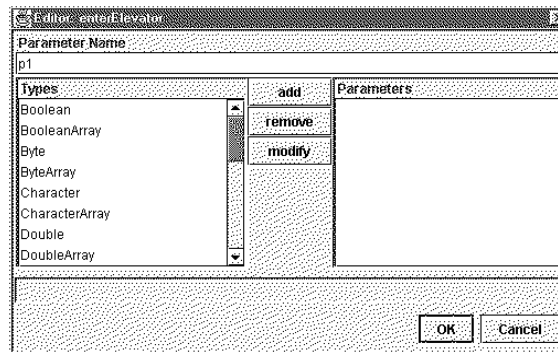 Editor: enterElevator
Parameter Name
p1
Types
Boolean
BooleanArray
Byte
ByteArray
Character
CharacterArray
Double
DoubleArray
add
remove
modify
Parameters
OK
Cancel